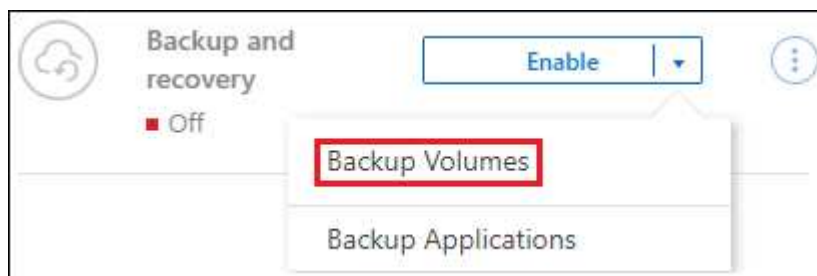 Backup and
recovery
Enable
Off
Backup Volumes
Backup Applications